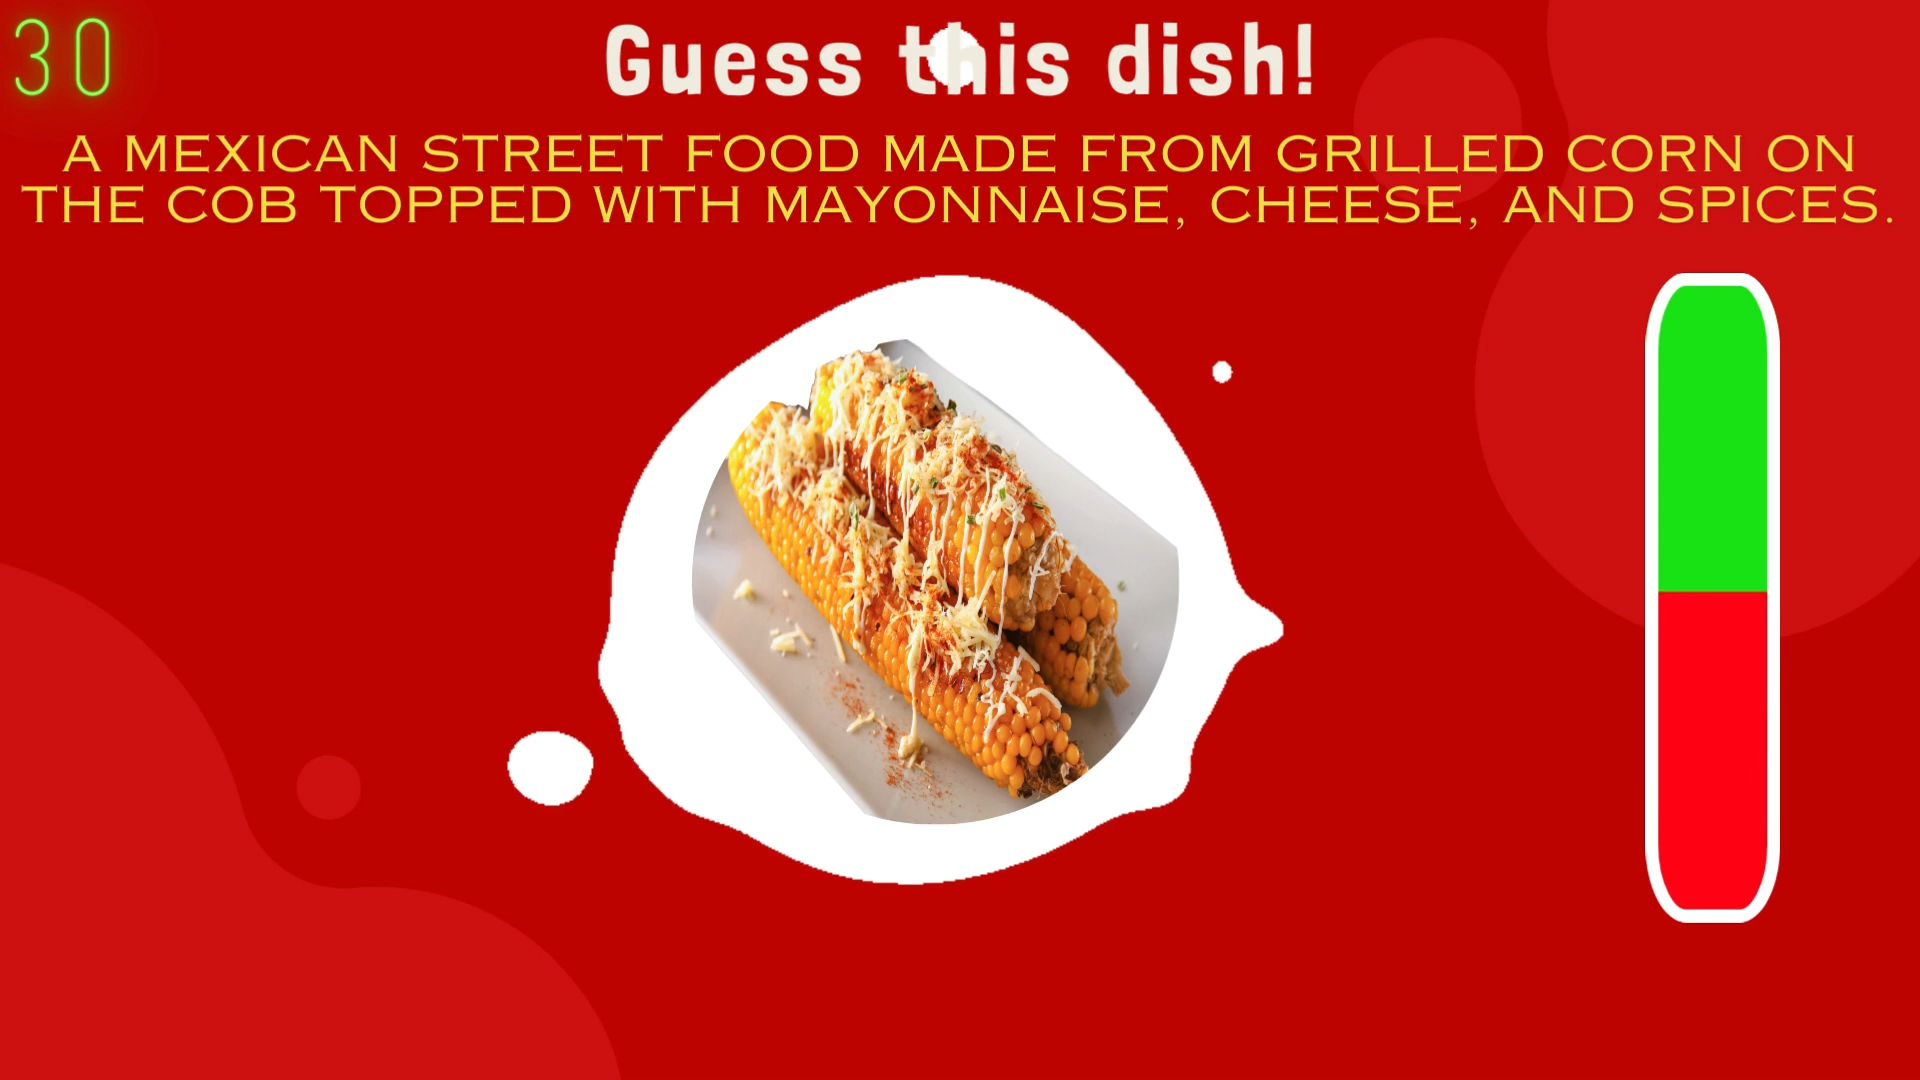 30
Guess this dish!
A MEXICAN STREET FOOD MADE FROM GRILLED CORN ON
THE COB TOPPED WITH MAYONNAISE, CHEESE, AND SPICES.